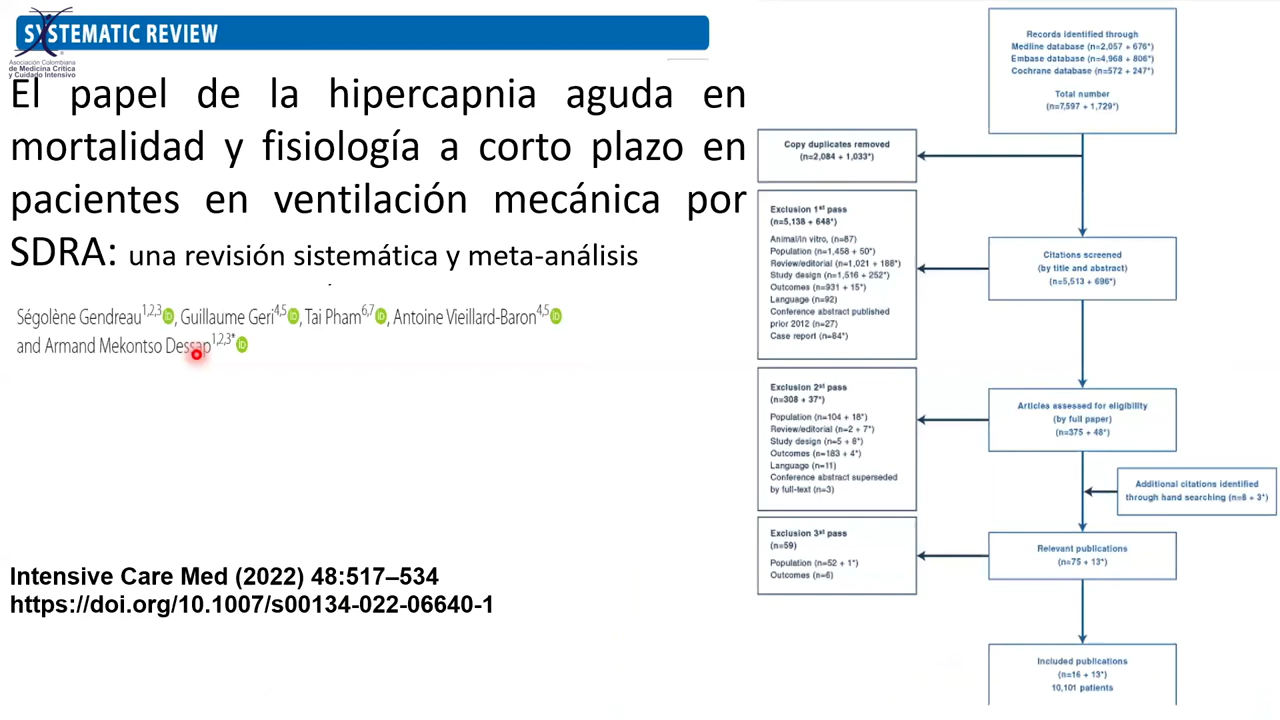 SYSTEMATIC REVIEW
Asociación Colombiana
de Medicina Crítica
y Cuidado Intensivo
El papel de la hipercapnia aguda en
mortalidad y fisiología a corto plazo en
pacientes en ventilación mecánica por
SDRA: una revisión sistemática y meta-análisis
Ségolène Gendreau1,2,3, Guillaume Geri4,5, Tai Pham6,7, Antoine Vieillard-Baron4,5
and Armand Mekontso Dessap1,2,3*
Intensive Care Med (2022) 48:517–534
https://doi.org/10.1007/s00134-022-06640-1
Records identified through
Medline database (n=2,057 + 676*)
Embase database (n=4,968 + 806*)
Cochrane database (n=572 + 247*)
Total number
(n=7,597 + 1,729*)
Copy duplicates removed
(n=2,084 + 1,033*)
Exclusion 1st pass
(n=5,138 + 648*)
Animal/in vitro, (n=87)
Population (n=1,458 + 50*)
Review/editorial (n=1,021 + 188*)
Study design (n=1,516 + 252*)
Outcomes (n=931 + 15*)
Language (n=92)
Conference abstract published
prior 2012 (n=27)
Case report (n=84*)
Citations screened
(by title and abstract)
(n=5,513 + 696*)
Exclusion 2st pass
(n=308 + 37*)
Population (n=104 + 18*)
Review/editorial (n=2 + 7*)
Study design (n=5 + 8*)
Outcomes (n=183 + 4*)
Language (n=11)
Conference abstract superseded
by full-text (n=3)
Articles assessed for eligibility
(by full paper)
(n=375 + 48*)
Additional citations identified
through hand searching (n=8 + 3*)
Exclusion 3st pass
(n=59)
Population (n=52 + 1*)
Outcomes (n=6)
Relevant publications
(n=75 + 13*)
Included publications
(n=16 + 13*)
10,101 patients